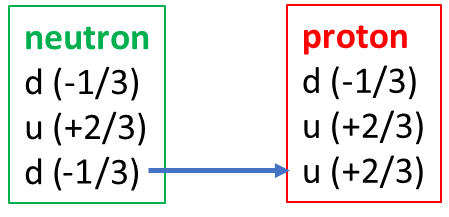 neutron
d (-1/3)
u (+2/3)
d (-1/3)
proton
d (-1/3)
u (+2/3)
u (+2/3)